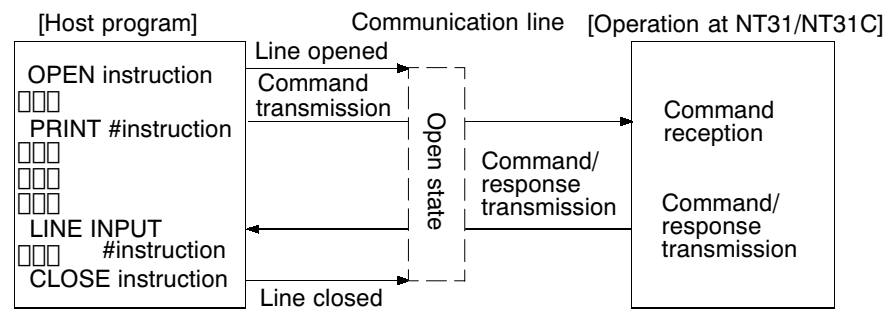 [Host program]
Communication line
[Operation at NT31/NT31C]
Line opened
OPEN instruction
□□□
Command
transmission
PRINT #instruction
□□□
□□□
□□□
LINE INPUT
#instruction
□□□
CLOSE instruction
Line closed
Open state
Command/
response
transmission
Command
reception
Command/
response
transmission